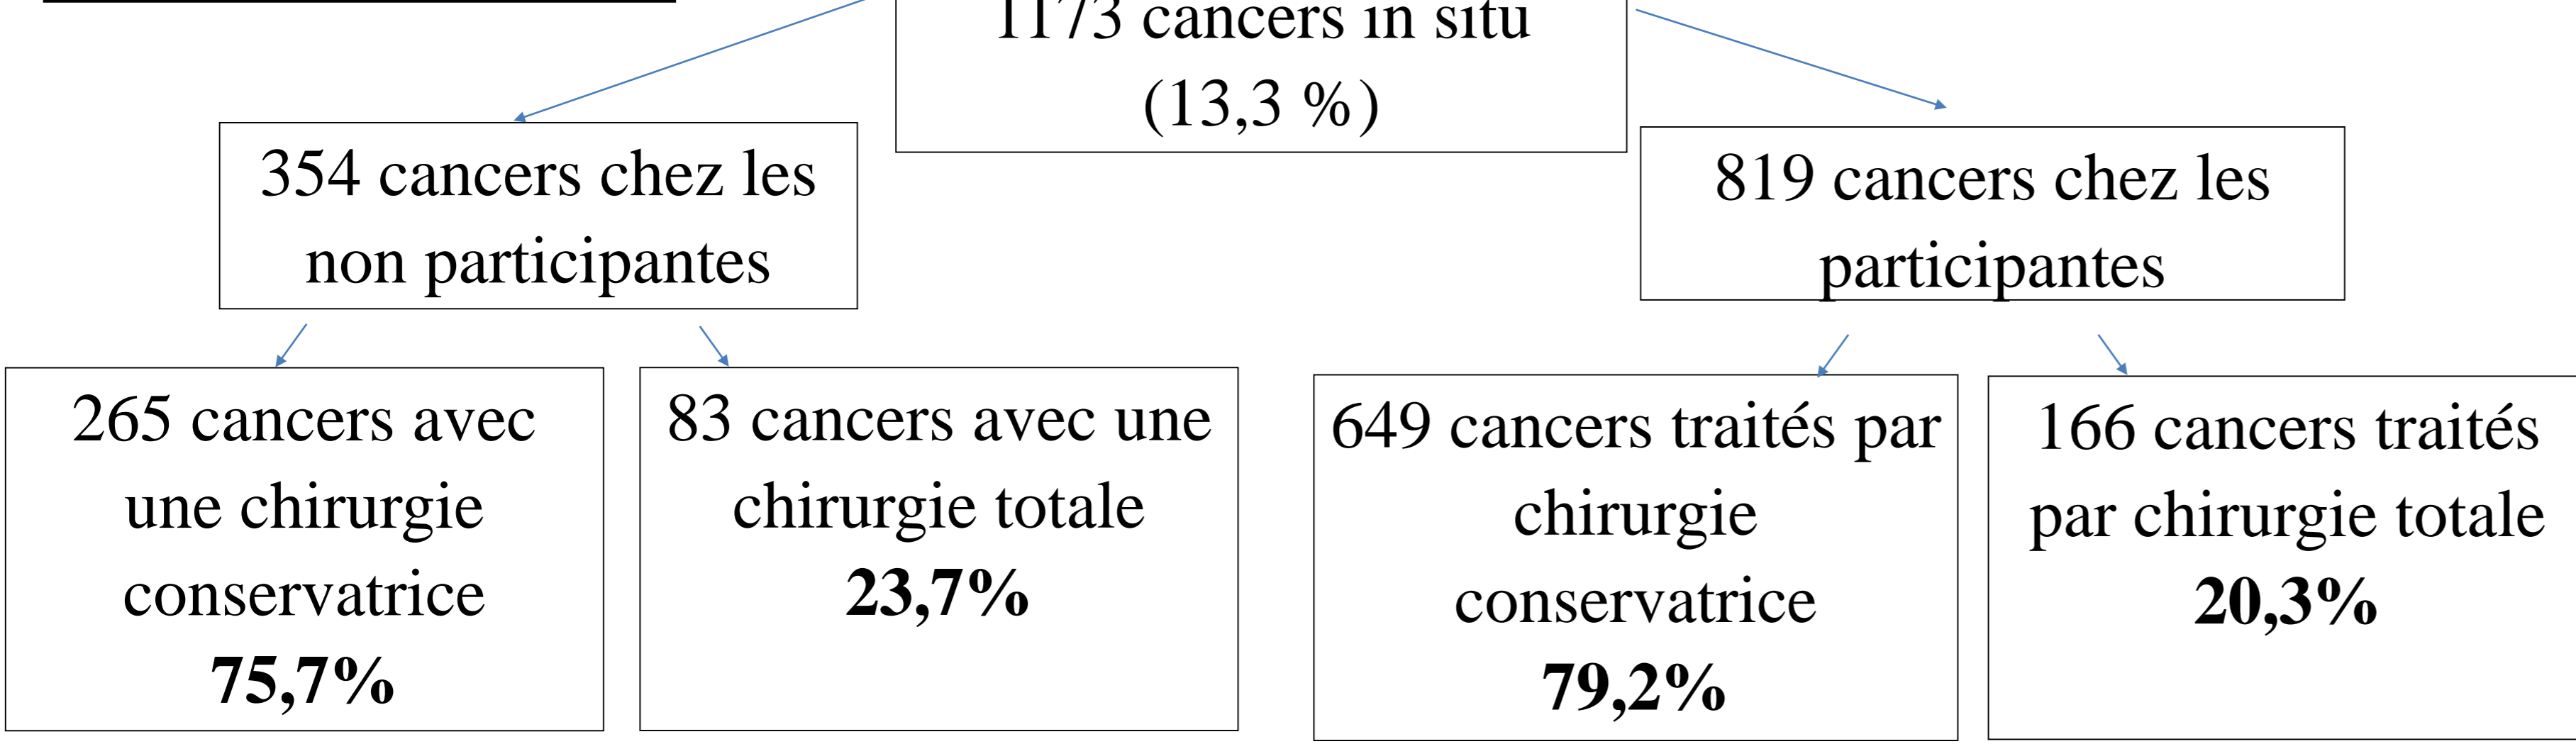 1173 cancers in situ
(13,3 %)
354 cancers chez les
non participantes
819 cancers chez les
participantes
265 cancers avec
une chirurgie
conservatrice
75,7%
83 cancers avec une
chirurgie totale
23,7%
649 cancers traités par
chirurgie
conservatrice
79,2%
166 cancers traités
par chirurgie totale
20,3%